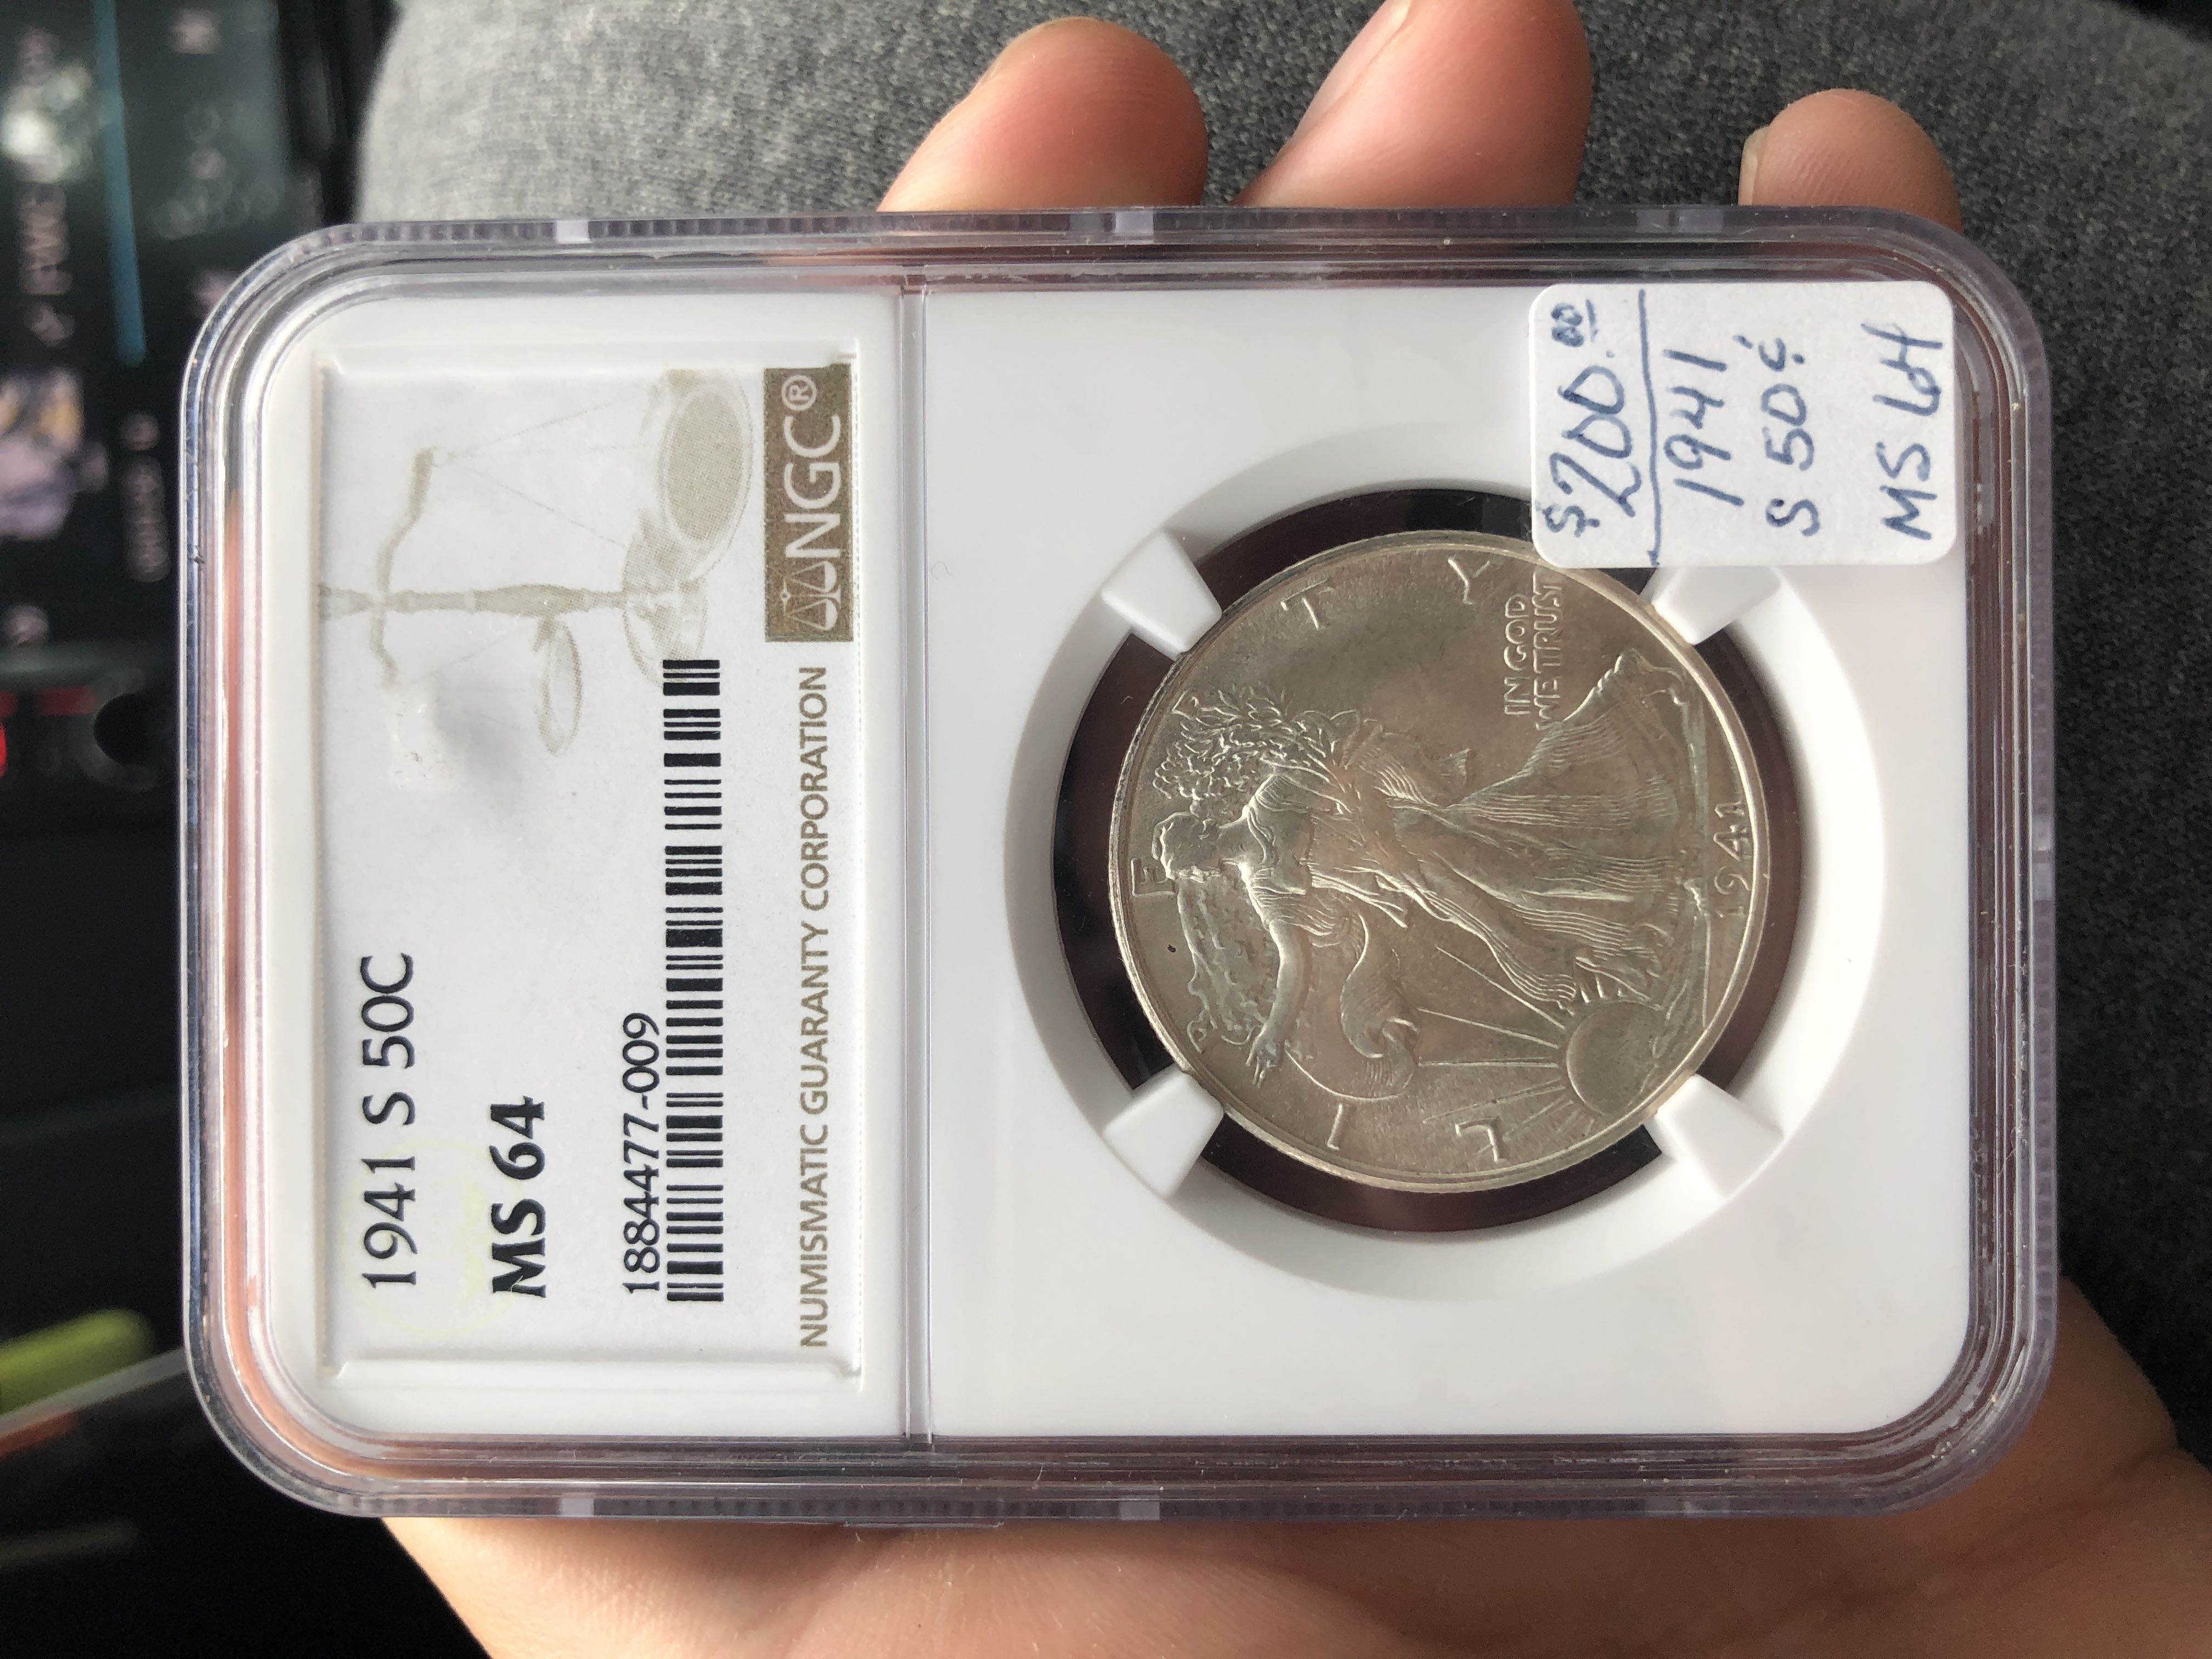 1941 S 50C
MS 64
1884477-009
NGC®
NUMISMATIC GUARANTY CORPORATION
$200.00
1941
S 50¢
MS 64
LIBERTY
IN GOD
WE TRUST
1941